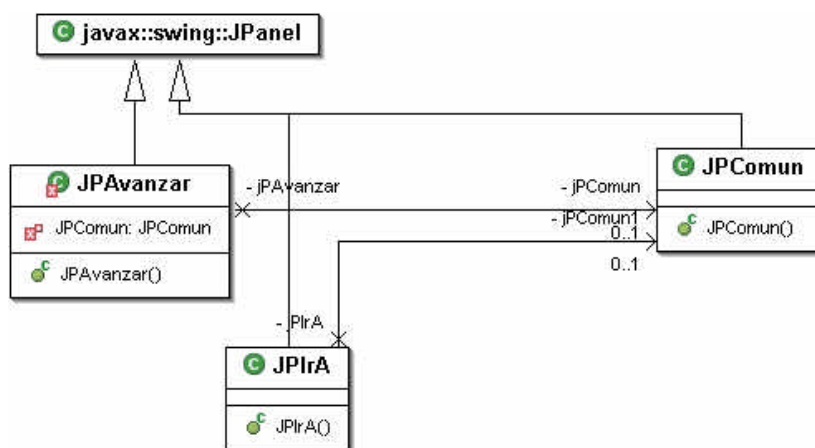 javax::swing::JPanel
JPAvanzar
JPComun: JPComun
JPAvanzar()
- jPAvanzar
- jPComun
- jPComun1
0..1
0..1
JPComun
JPComun()
- jPIrA
JPIrA
JPIrA()